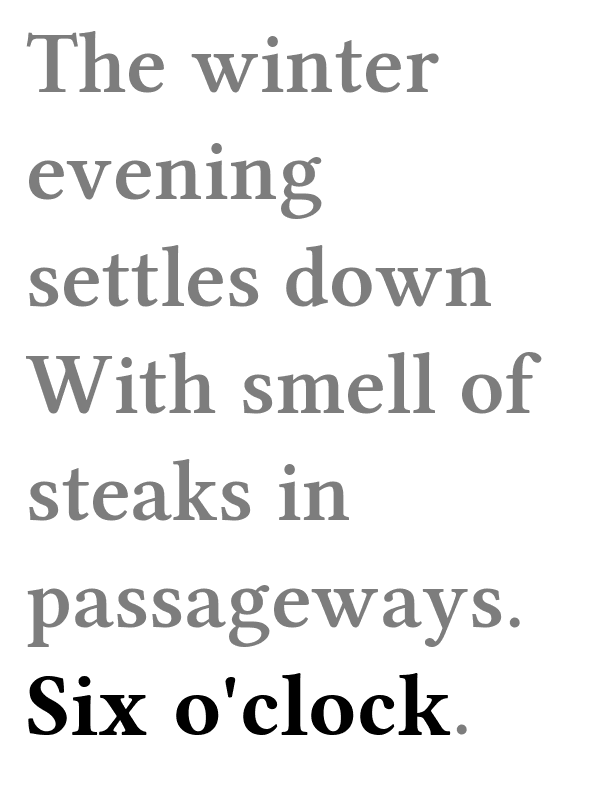 The winter
evening
settles down
With smell of
steaks in
passageways.
Six o'clock.